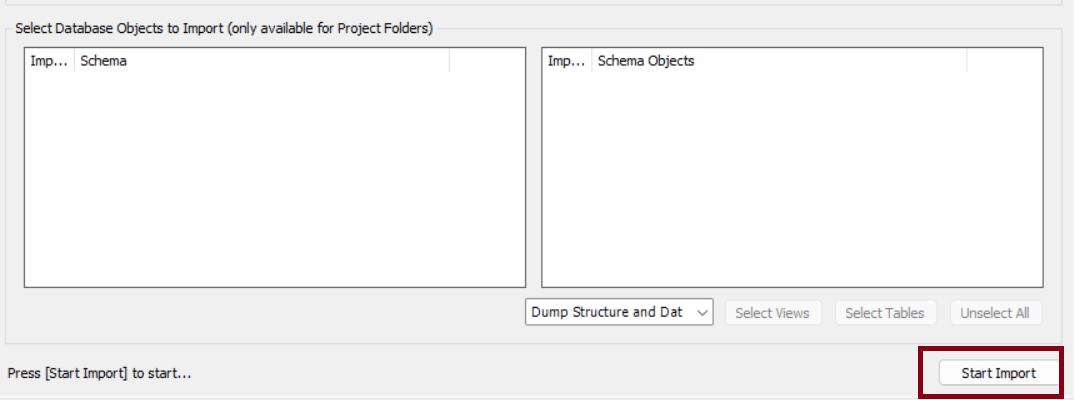 Select Database Objects to Import (only available for Project Folders)
Imp... Schema
Imp... Schema Objects
Dump Structure and Dat
Select Views
Select Tables
Unselect All
Press [Start Import] to start...
Start Import